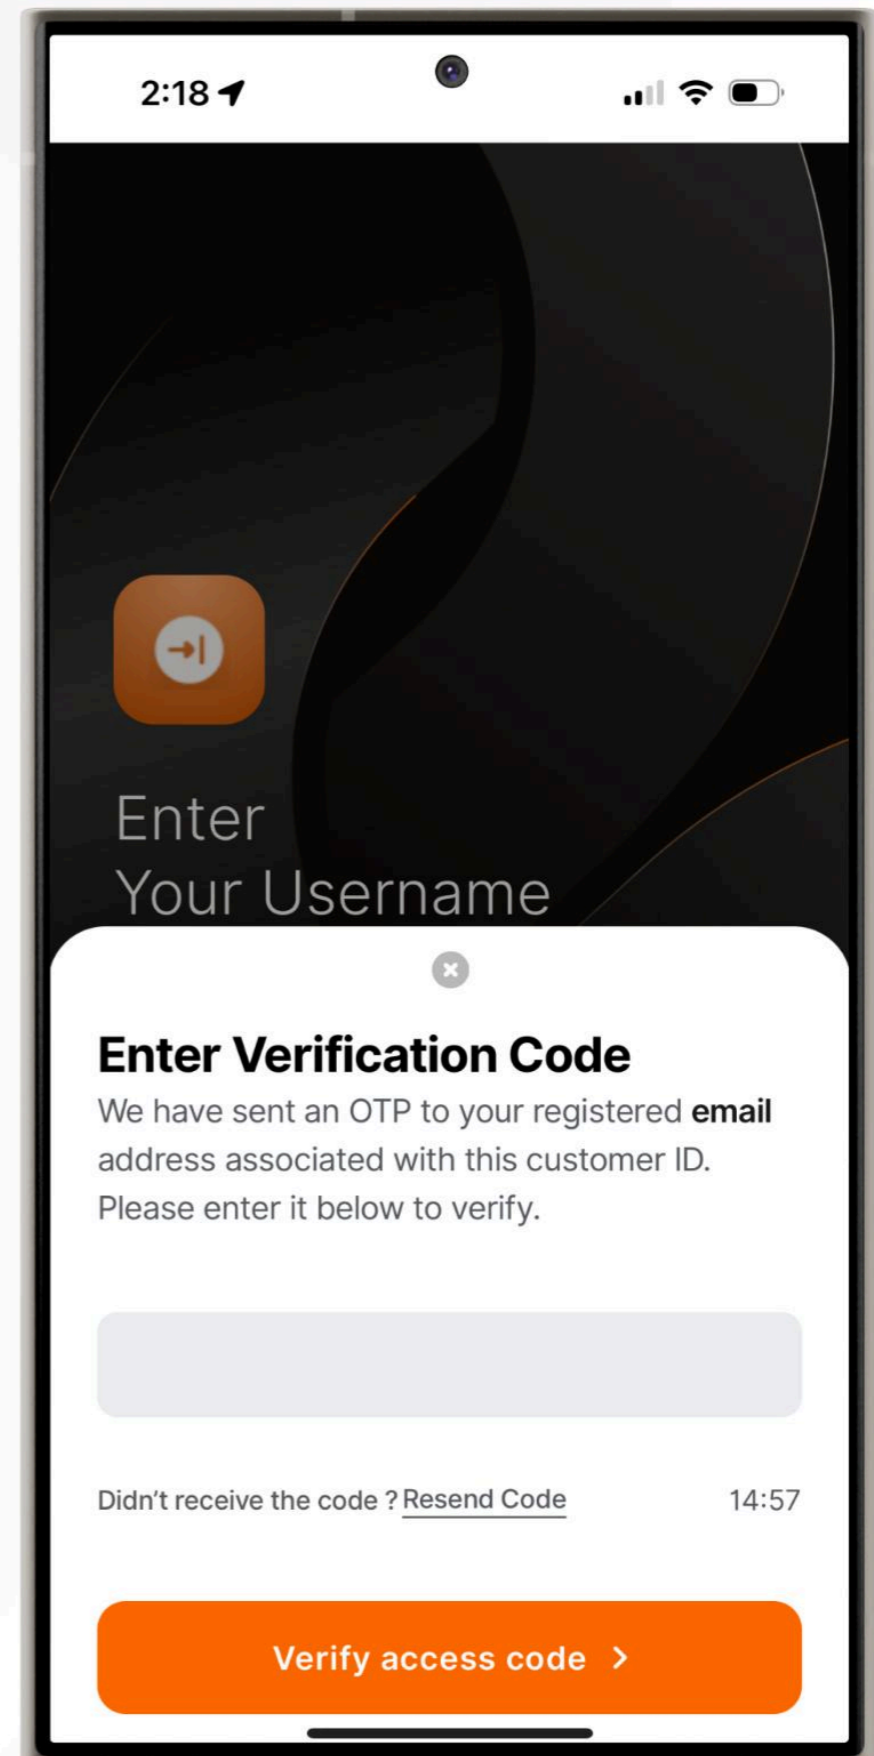 2:18
Enter
Your Username
Enter Verification Code
We have sent an OTP to your registered email
address associated with this customer ID.
Please enter it below to verify.
Didn't receive the code ? Resend Code
14:57
Verify access code